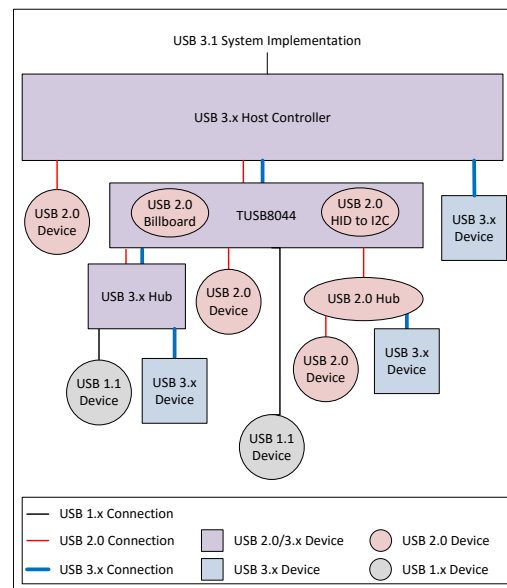 USB 3.1 System Implementation
USB 3.x Host Controller
USB 2.0
Device
USB 2.0
Billboard
TUSB8044
USB 2.0
HID to I2C
USB 3.x
Device
USB 3.x Hub
USB 2.0
Device
USB 2.0 Hub
USB 1.1
Device
USB 3.x
Device
USB 2.0
Device
USB 3.x
Device
USB 1.1
Device
USB 1.x Connection
USB 2.0 Connection
USB 2.0/3.x Device
USB 2.0 Device
USB 3.x Connection
USB 3.x Device
USB 1.x Device